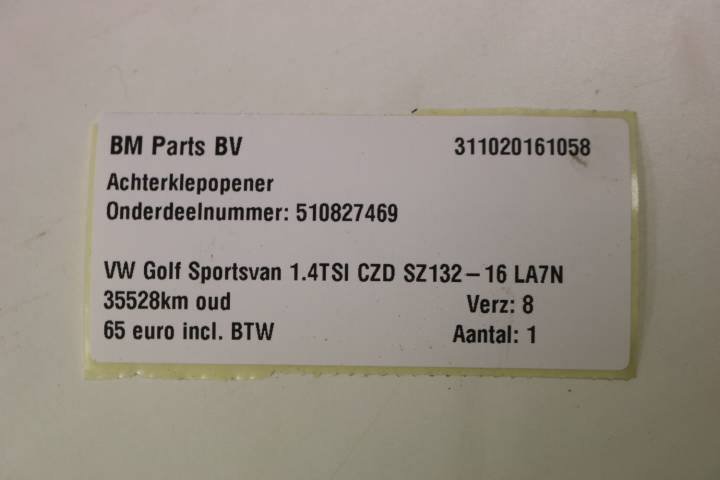 BM Parts BV 311020161058
Achterklepopener
Onderdeelnummer: 510827469
VW Golf Sportsvan 1.4TSI CZD SZ132-16 LA7N
35528km oud Verz: 8
65 euro incl. BTW Aantal: 1